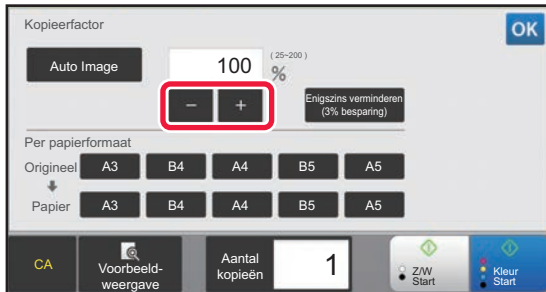 Kopieerfactor
OK
Auto Image
100
(25~200)
%
− +
Enigszins verminderen
(3% besparing)
Per papierformaat
Origineel A3 B4 A4 B5 A5
Papier A3 B4 A4 B5 A5
CA
Voorbeeld-
weergave
Aantal
kopieën
1
Z/W
Start
Kleur
Start